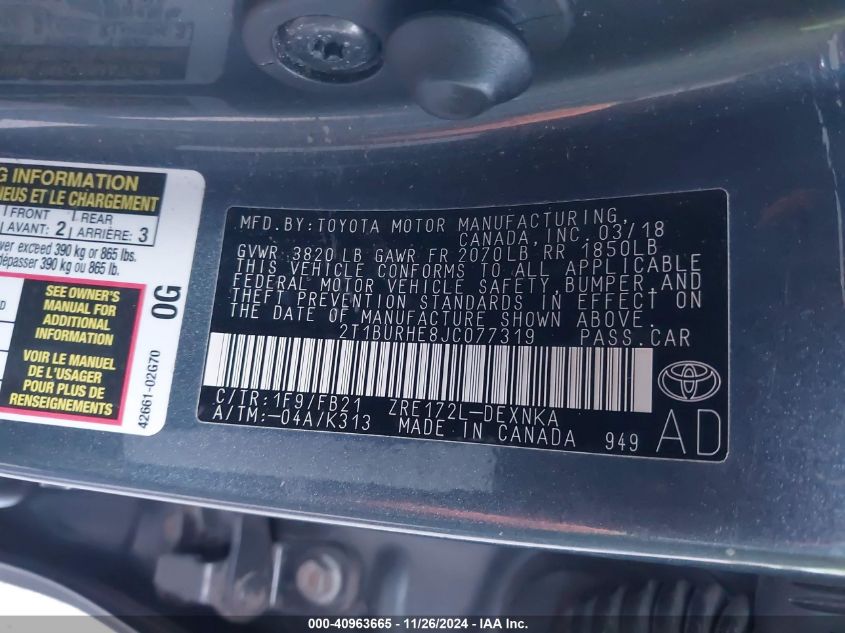 G INFORMATION
NEUS ET LE CHARGEMENT
FRONT REAR
AVANT: 2 ARRIÈRE: 3
ver exceed 390 kg or 865 lbs.
dépasser 390 kg ou 865 lb.
0G
SEE OWNER'S
MANUAL FOR
ADDITIONAL
INFORMATION
VOIR LE MANUEL
DE L'USAGER
POUR PLUS DE
RENSEIGNEMENTS
42661-02G70
MFD.BY:TOYOTA MOTOR MANUFACTURING,
CANADA, INC. 03/18
GVWR 3820 LB GAWR FR 2070LB RR 1850LB
THIS VEHICLE CONFORMS TO ALL APPLICABLE
FEDERAL MOTOR VEHICLE SAFETY,BUMPER,AND
THEFT PREVENTION STANDARDS IN EFFECT ON
THE DATE OF MANUFACTURE SHOWN ABOVE.
2T1BURHE8JC077319 PASS.CAR
C/TR:1F9/FB21 ZRE172L-DEXNKA
A/TM:-04A/K313 MADE IN CANADA 949 AD
000-40963665 - 11/26/2024 - IAA Inc.